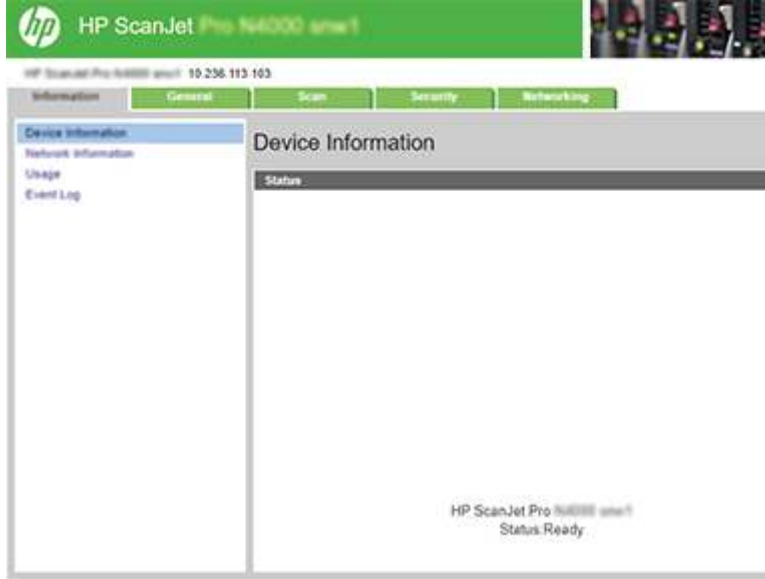 hp HP ScanJet Pro N4000 snw1
HP ScanJet Pro N4000 snw1 10.236.113.103
Information General Scan Security Networking
Device Information
Network Information
Usage
Event Log
Device Information
Status
HP ScanJet Pro N4000 snw1
Status:Ready